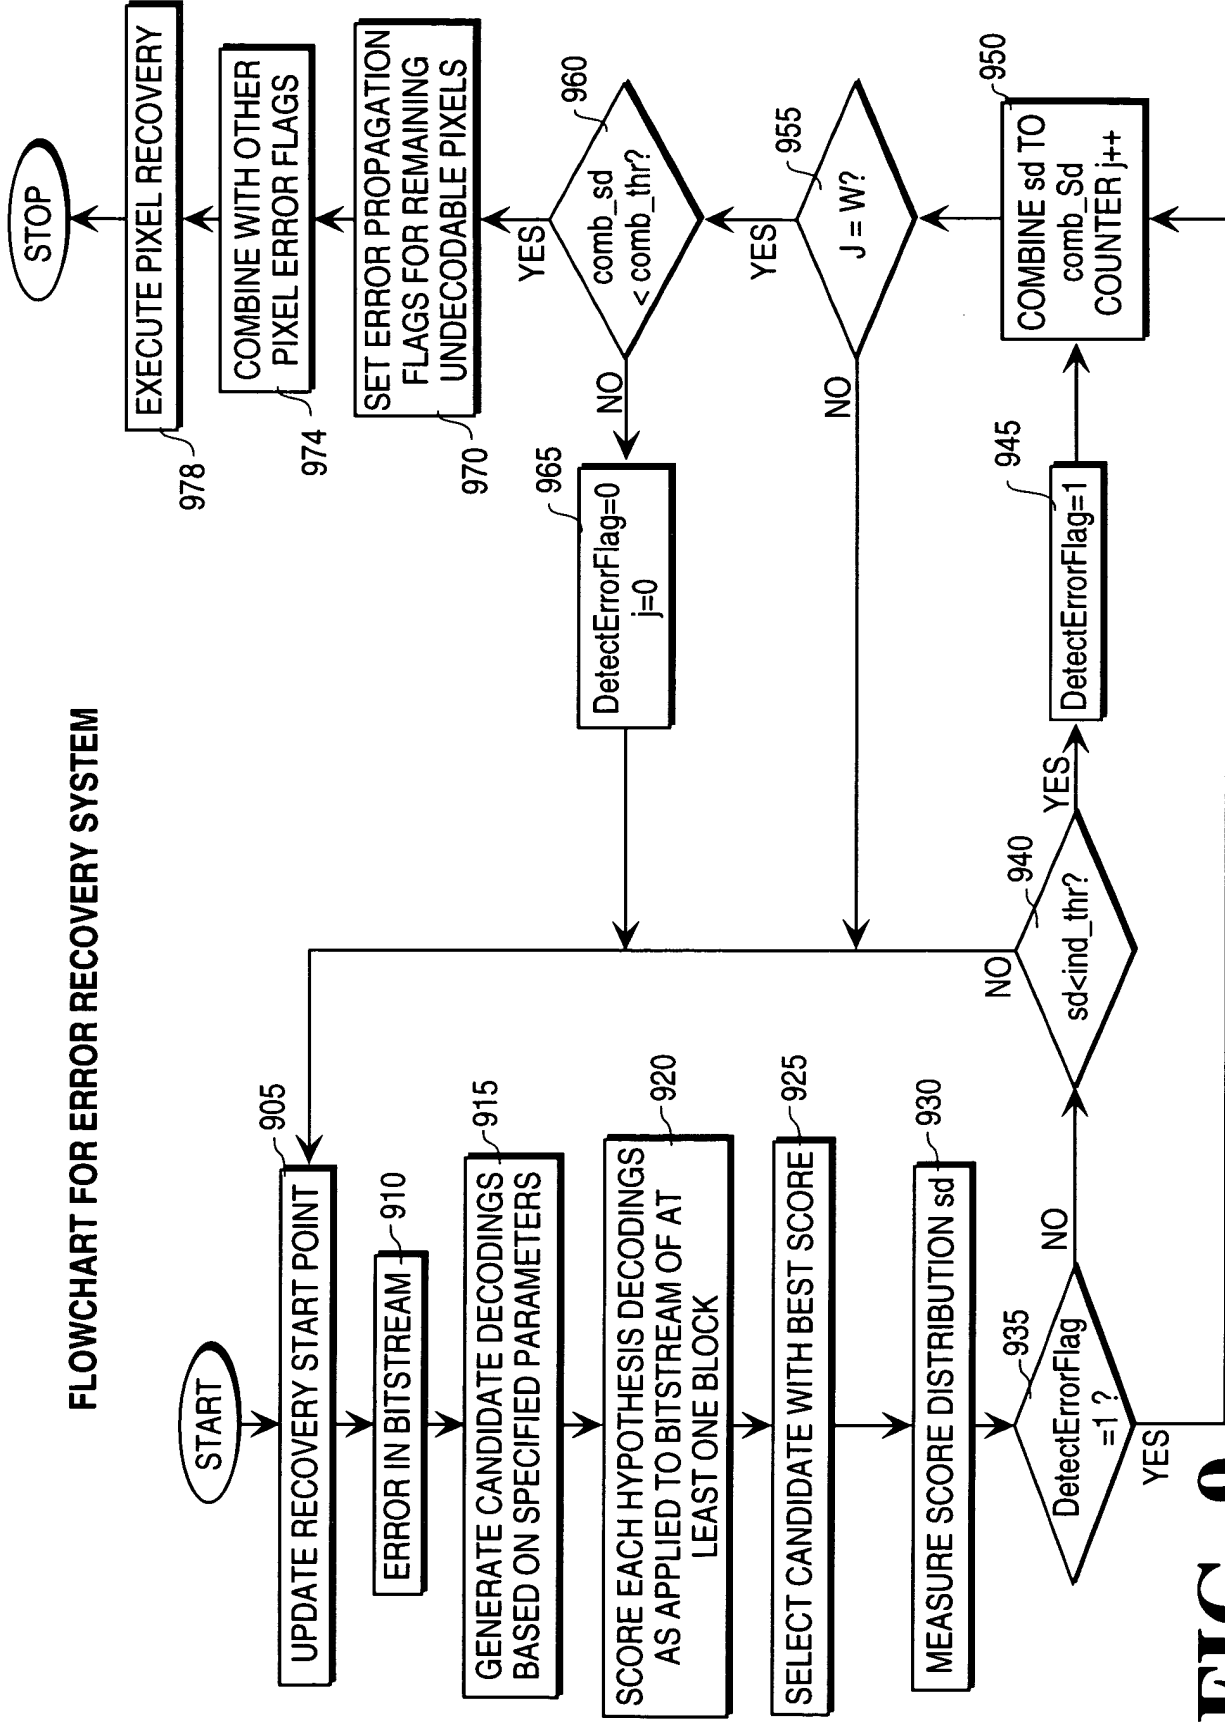 FLOWCHART FOR ERROR RECOVERY SYSTEM
START
UPDATE RECOVERY START POINT
905
ERROR IN BITSTREAM
910
GENERATE CANDIDATE DECODINGS
BASED ON SPECIFIED PARAMETERS
915
SCORE EACH HYPOTHESIS DECODINGS
AS APPLIED TO BITSTREAM OF AT
LEAST ONE BLOCK
920
SELECT CANDIDATE WITH BEST SCORE
925
MEASURE SCORE DISTRIBUTION sd
930
DetectErrorFlag
=1 ?
935
NO
YES
sd<ind_thr?
940
NO
YES
DetectErrorFlag=1
945
COMBINE sd TO
comb_Sd
COUNTER j++
950
J = W?
955
NO
YES
comb_sd
< comb_thr?
960
NO
YES
DetectErrorFlag=0
j=0
965
SET ERROR PROPAGATION
FLAGS FOR REMAINING
UNDECODABLE PIXELS
970
COMBINE WITH OTHER
PIXEL ERROR FLAGS
974
EXECUTE PIXEL RECOVERY
978
STOP